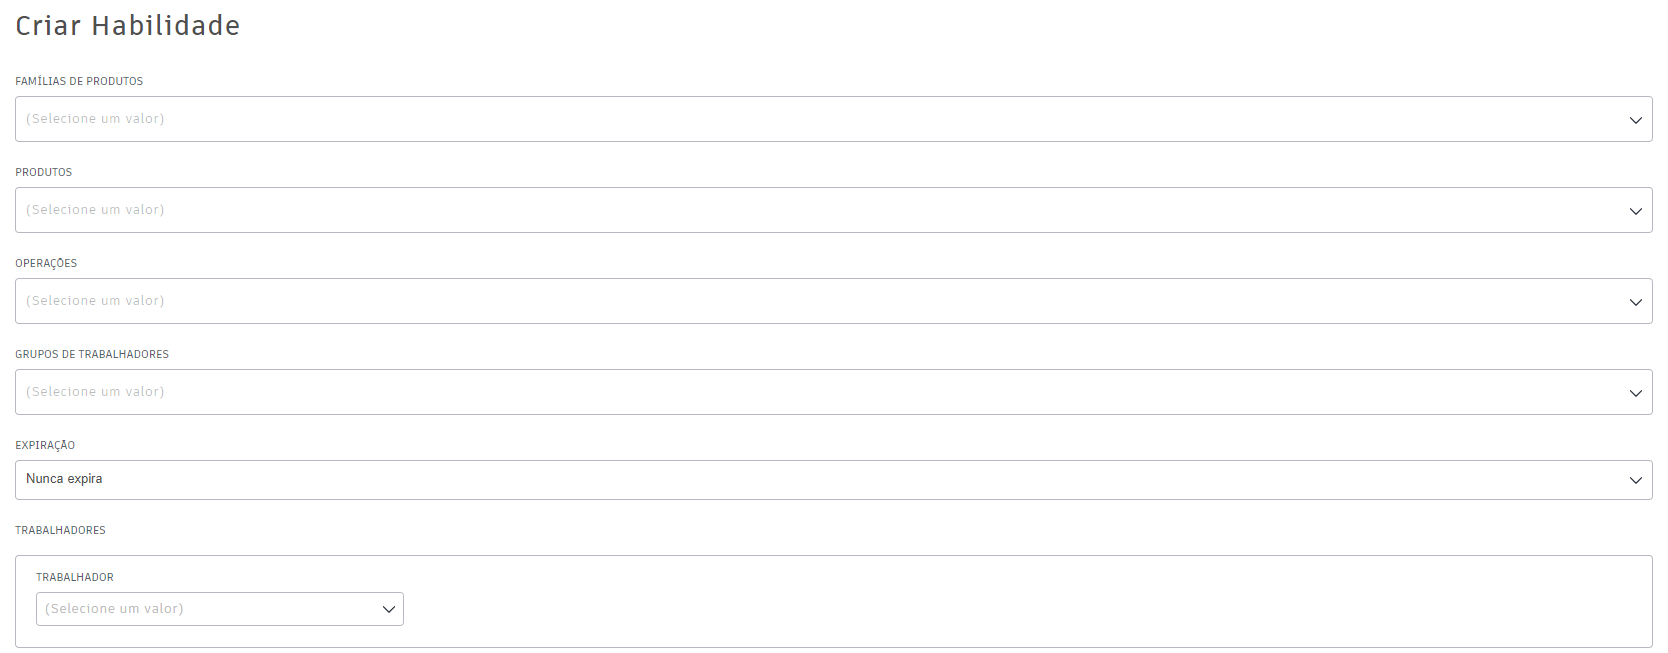 Criar Habilidade
FAMÍLIAS DE PRODUTOS
(Selecione um valor)
PRODUTOS
(Selecione um valor)
OPERAÇÕES
(Selecione um valor)
GRUPOS DE TRABALHADORES
(Selecione um valor)
EXPIRAÇÃO
Nunca expira
TRABALHADORES
TRABALHADOR
(Selecione um valor)